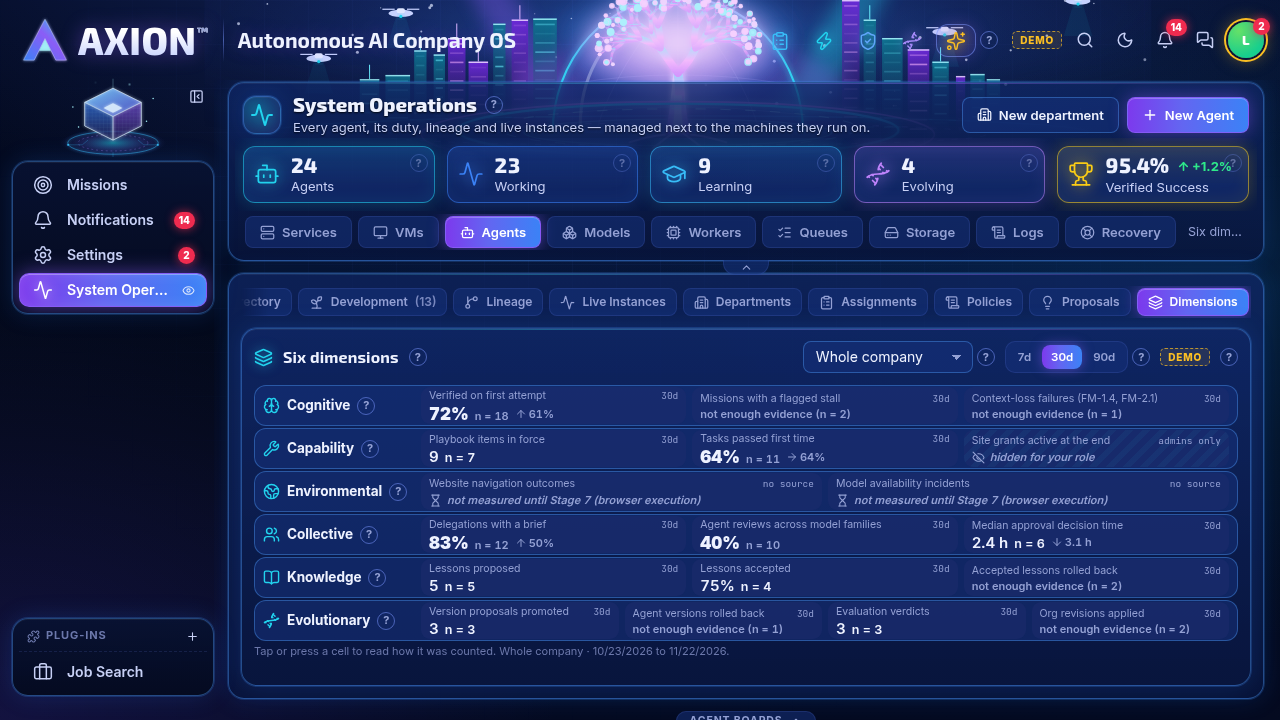 AXION™
Autonomous AI Company OS
?
DEMO
14
L
2
System Operations ?
Every agent, its duty, lineage and live instances — managed next to the machines they run on.
New department
New Agent
24
Agents
?
23
Working
?
9
Learning
?
4
Evolving
?
95.4% ↑ +1.2%
Verified Success
?
Missions
Notifications 14
Settings 2
System Oper...
Services
VMs
Agents
Models
Workers
Queues
Storage
Logs
Recovery
Six dim...
ectory
Development (13)
Lineage
Live Instances
Departments
Assignments
Policies
Proposals
Dimensions
Six dimensions ?
Whole company
?
7d 30d 90d
?
DEMO
?
Cognitive ?
Verified on first attempt 30d
72% n = 18 ↑ 61%
Missions with a flagged stall 30d
not enough evidence (n = 2)
Context-loss failures (FM-1.4, FM-2.1) 30d
not enough evidence (n = 1)
Capability ?
Playbook items in force 30d
9 n = 7
Tasks passed first time 30d
64% n = 11 → 64%
Site grants active at the end admins only
hidden for your role
Environmental ?
Website navigation outcomes no source
not measured until Stage 7 (browser execution)
Model availability incidents no source
not measured until Stage 7 (browser execution)
Collective ?
Delegations with a brief 30d
83% n = 12 ↑ 50%
Agent reviews across model families 30d
40% n = 10
Median approval decision time 30d
2.4 h n = 6 ↓ 3.1 h
Knowledge ?
Lessons proposed 30d
5 n = 5
Lessons accepted 30d
75% n = 4
Accepted lessons rolled back 30d
not enough evidence (n = 2)
Evolutionary ?
Version proposals promoted 30d
3 n = 3
Agent versions rolled back 30d
not enough evidence (n = 1)
Evaluation verdicts 30d
3 n = 3
Org revisions applied 30d
not enough evidence (n = 2)
Tap or press a cell to read how it was counted. Whole company · 10/23/2026 to 11/22/2026.
PLUG-INS +
Job Search
AGENT BOARDS